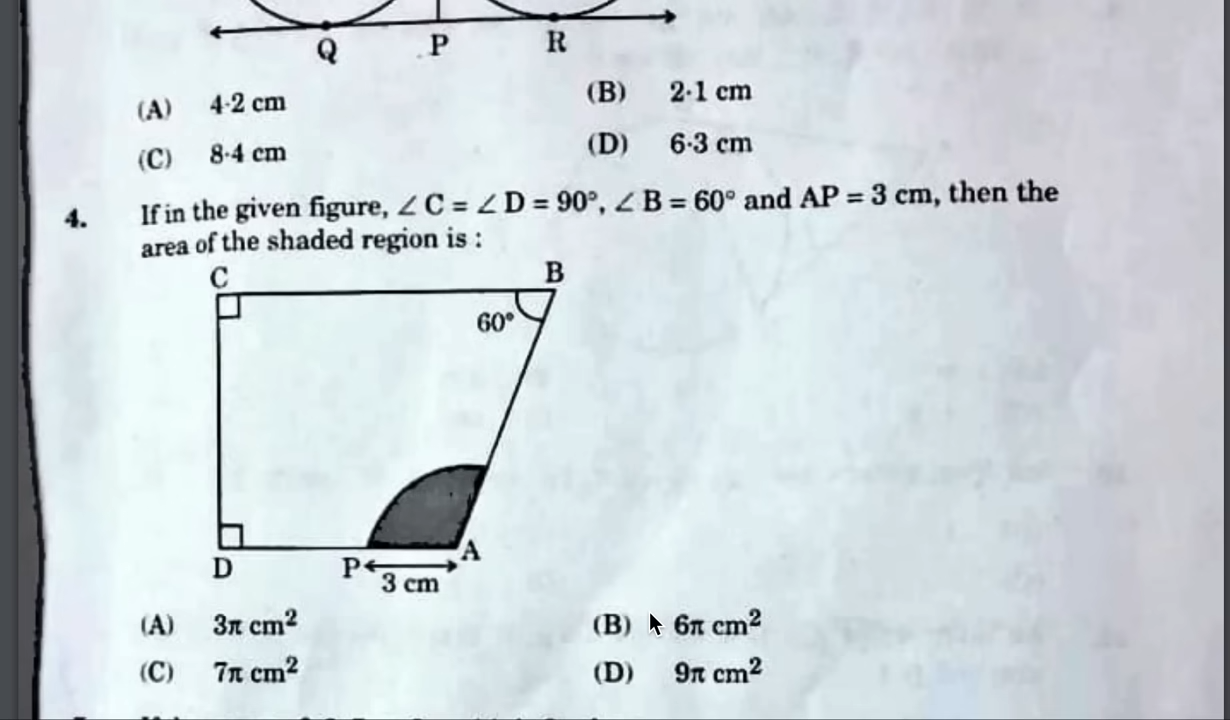 Q P R
(A) 4·2 cm (B) 2·1 cm
(C) 8·4 cm (D) 6·3 cm
4. If in the given figure, ∠ C = ∠ D = 90°, ∠ B = 60° and AP = 3 cm, then the
area of the shaded region is :
C B
60°
D P A
3 cm
(A) 3π cm² (B) 6π cm²
(C) 7π cm² (D) 9π cm²